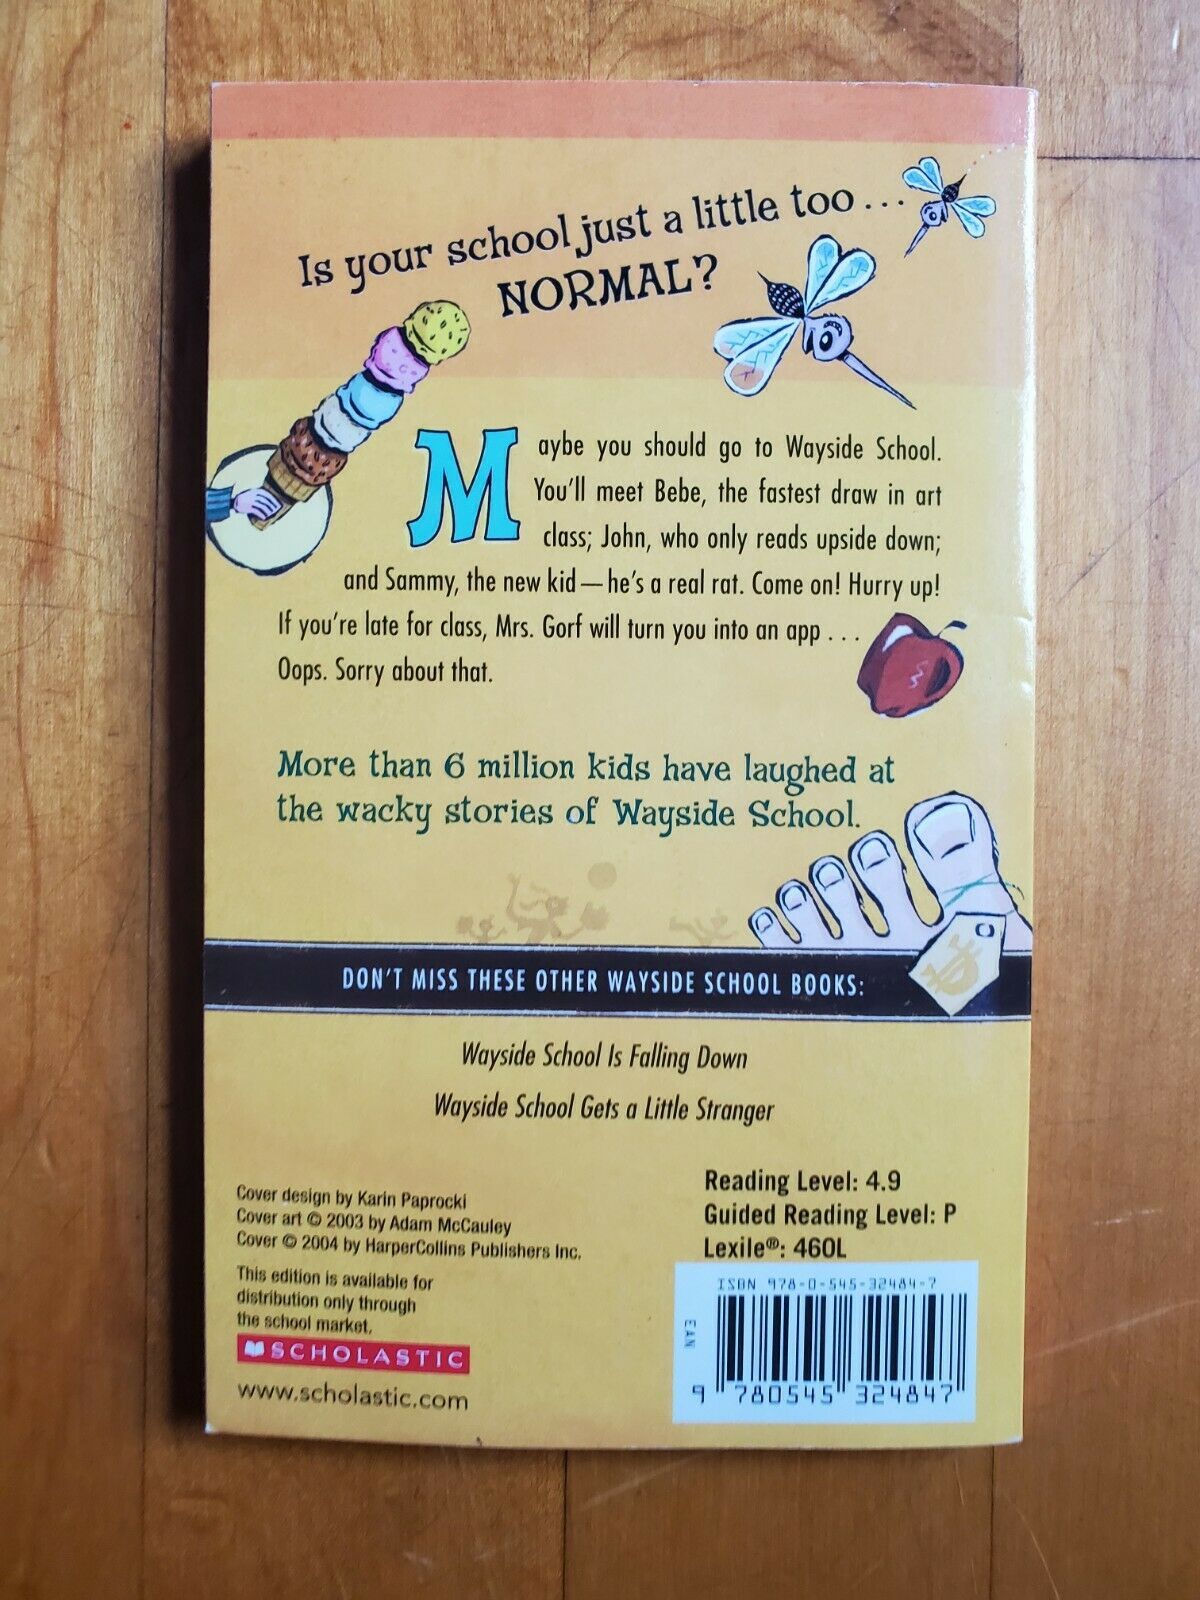 Is your school just a little too...
NORMAL?
Maybe you should go to Wayside School.
You'll meet Bebe, the fastest draw in art
class; John, who only reads upside down;
and Sammy, the new kid—he's a real rat. Come on! Hurry up!
If you're late for class, Mrs. Gorf will turn you into an app...
Oops. Sorry about that.
More than 6 million kids have laughed at
the wacky stories of Wayside School.
DON'T MISS THESE OTHER WAYSIDE SCHOOL BOOKS:
Wayside School Is Falling Down
Wayside School Gets a Little Stranger
Cover design by Karin Paprocki
Cover art © 2003 by Adam McCauley
Cover © 2004 by HarperCollins Publishers Inc.
This edition is available for
distribution only through
the school market.
SCHOLASTIC
www.scholastic.com
Reading Level: 4.9
Guided Reading Level: P
Lexile®: 460L
ISBN 978-0-545-32484-7
EAN
9 780545 324847